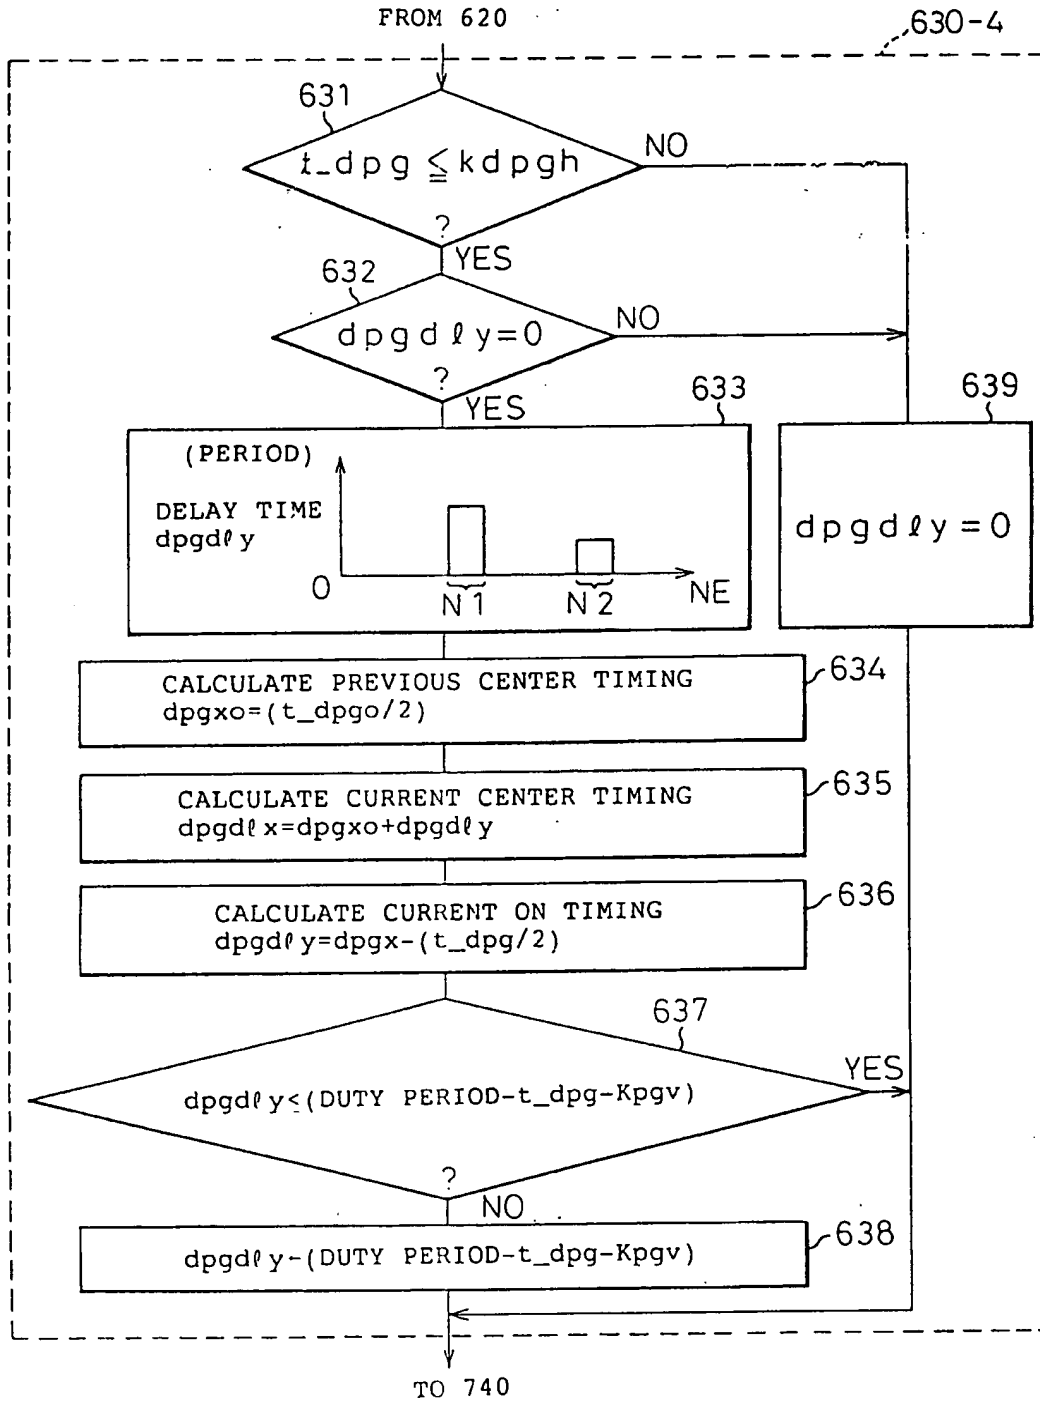 FROM 620
630-4
631
t_dpg ≦ kdpgh
?
NO
YES
632
dpgdℓy=0
?
NO
YES
633
(PERIOD)
DELAY TIME
dpgdℓy
0
N1
N2
NE
639
dpgdℓy=0
634
CALCULATE PREVIOUS CENTER TIMING
dpgxo=(t_dpgo/2)
635
CALCULATE CURRENT CENTER TIMING
dpgdℓx=dpgxo+dpgdℓy
636
CALCULATE CURRENT ON TIMING
dpgdℓy=dpgx-(t_dpg/2)
637
dpgdℓy≤(DUTY PERIOD-t_dpg-Kpgv)
?
YES
NO
638
dpgdℓy-(DUTY PERIOD-t_dpg-Kpgv)
TO 740